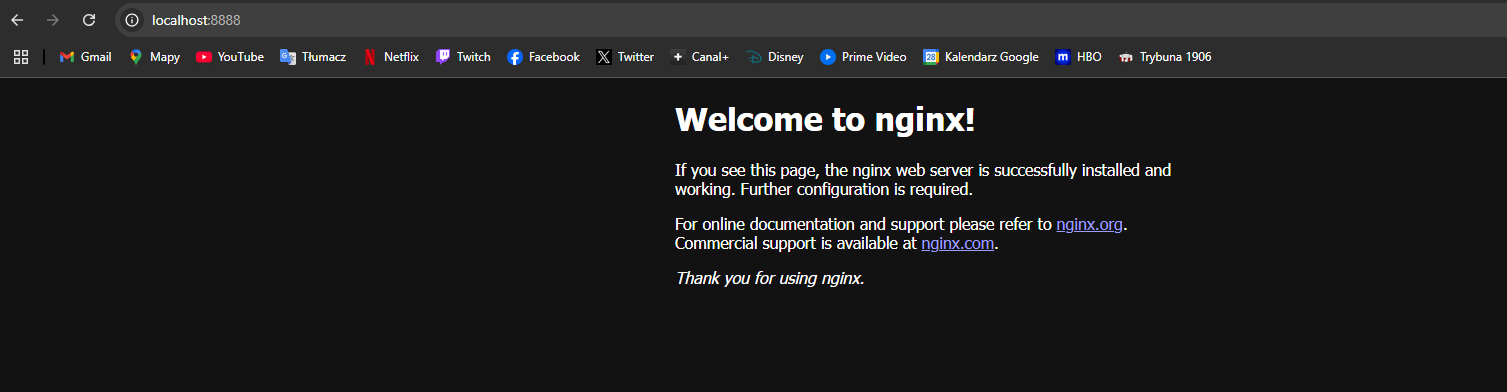 localhost:8888
Gmail Mapy YouTube Tłumacz Netflix Twitch Facebook Twitter Canal+ Disney Prime Video 28 Kalendarz Google m HBO Trybuna 1906
Welcome to nginx!
If you see this page, the nginx web server is successfully installed and
working. Further configuration is required.
For online documentation and support please refer to nginx.org.
Commercial support is available at nginx.com.
Thank you for using nginx.